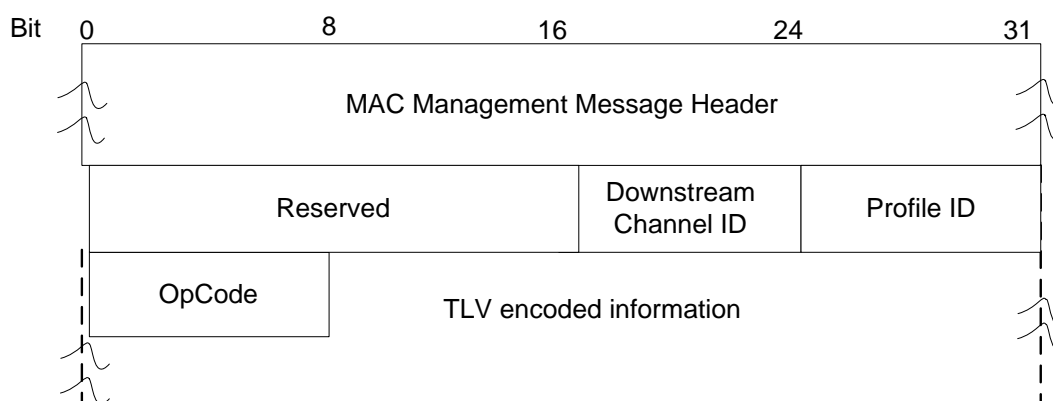 Bit 0 8 16 24 31
MAC Management Message Header
Reserved
Downstream
Channel ID
Profile ID
OpCode
TLV encoded information